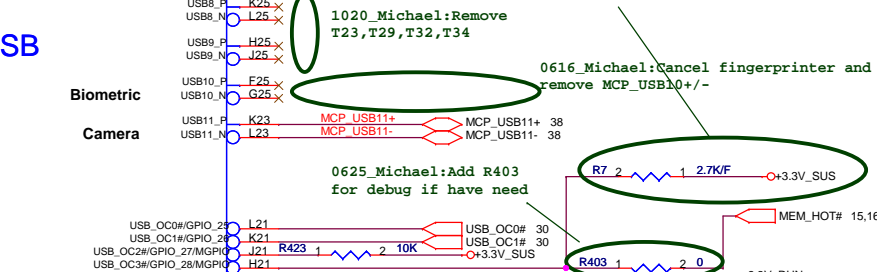 USB8_P K25
USB8_N L25
1020_Michael:Remove
T23,T29,T32,T34
SB
USB9_P H25
USB9_N J25
0616_Michael:Cancel fingerprinter and
remove MCP_USB10+/-
Biometric
USB10_P F25
USB10_N G25
Camera
USB11_P K23 MCP_USB11+ MCP_USB11+ 38
USB11_N L23 MCP_USB11- MCP_USB11- 38
0625_Michael:Add R403
for debug if have need
R7 2 1 2.7K/F +3.3V_SUS
MEM_HOT# 15,16
USB_OC0#/GPIO_25 L21 USB_OC0# 30
USB_OC1#/GPIO_26 K21 USB_OC1# 30
USB_OC2#/GPIO_27/MGPIO J21 R423 1 2 10K +3.3V_SUS
USB_OC3#/GPIO_28/MGPIO H21
R403 1 2 0